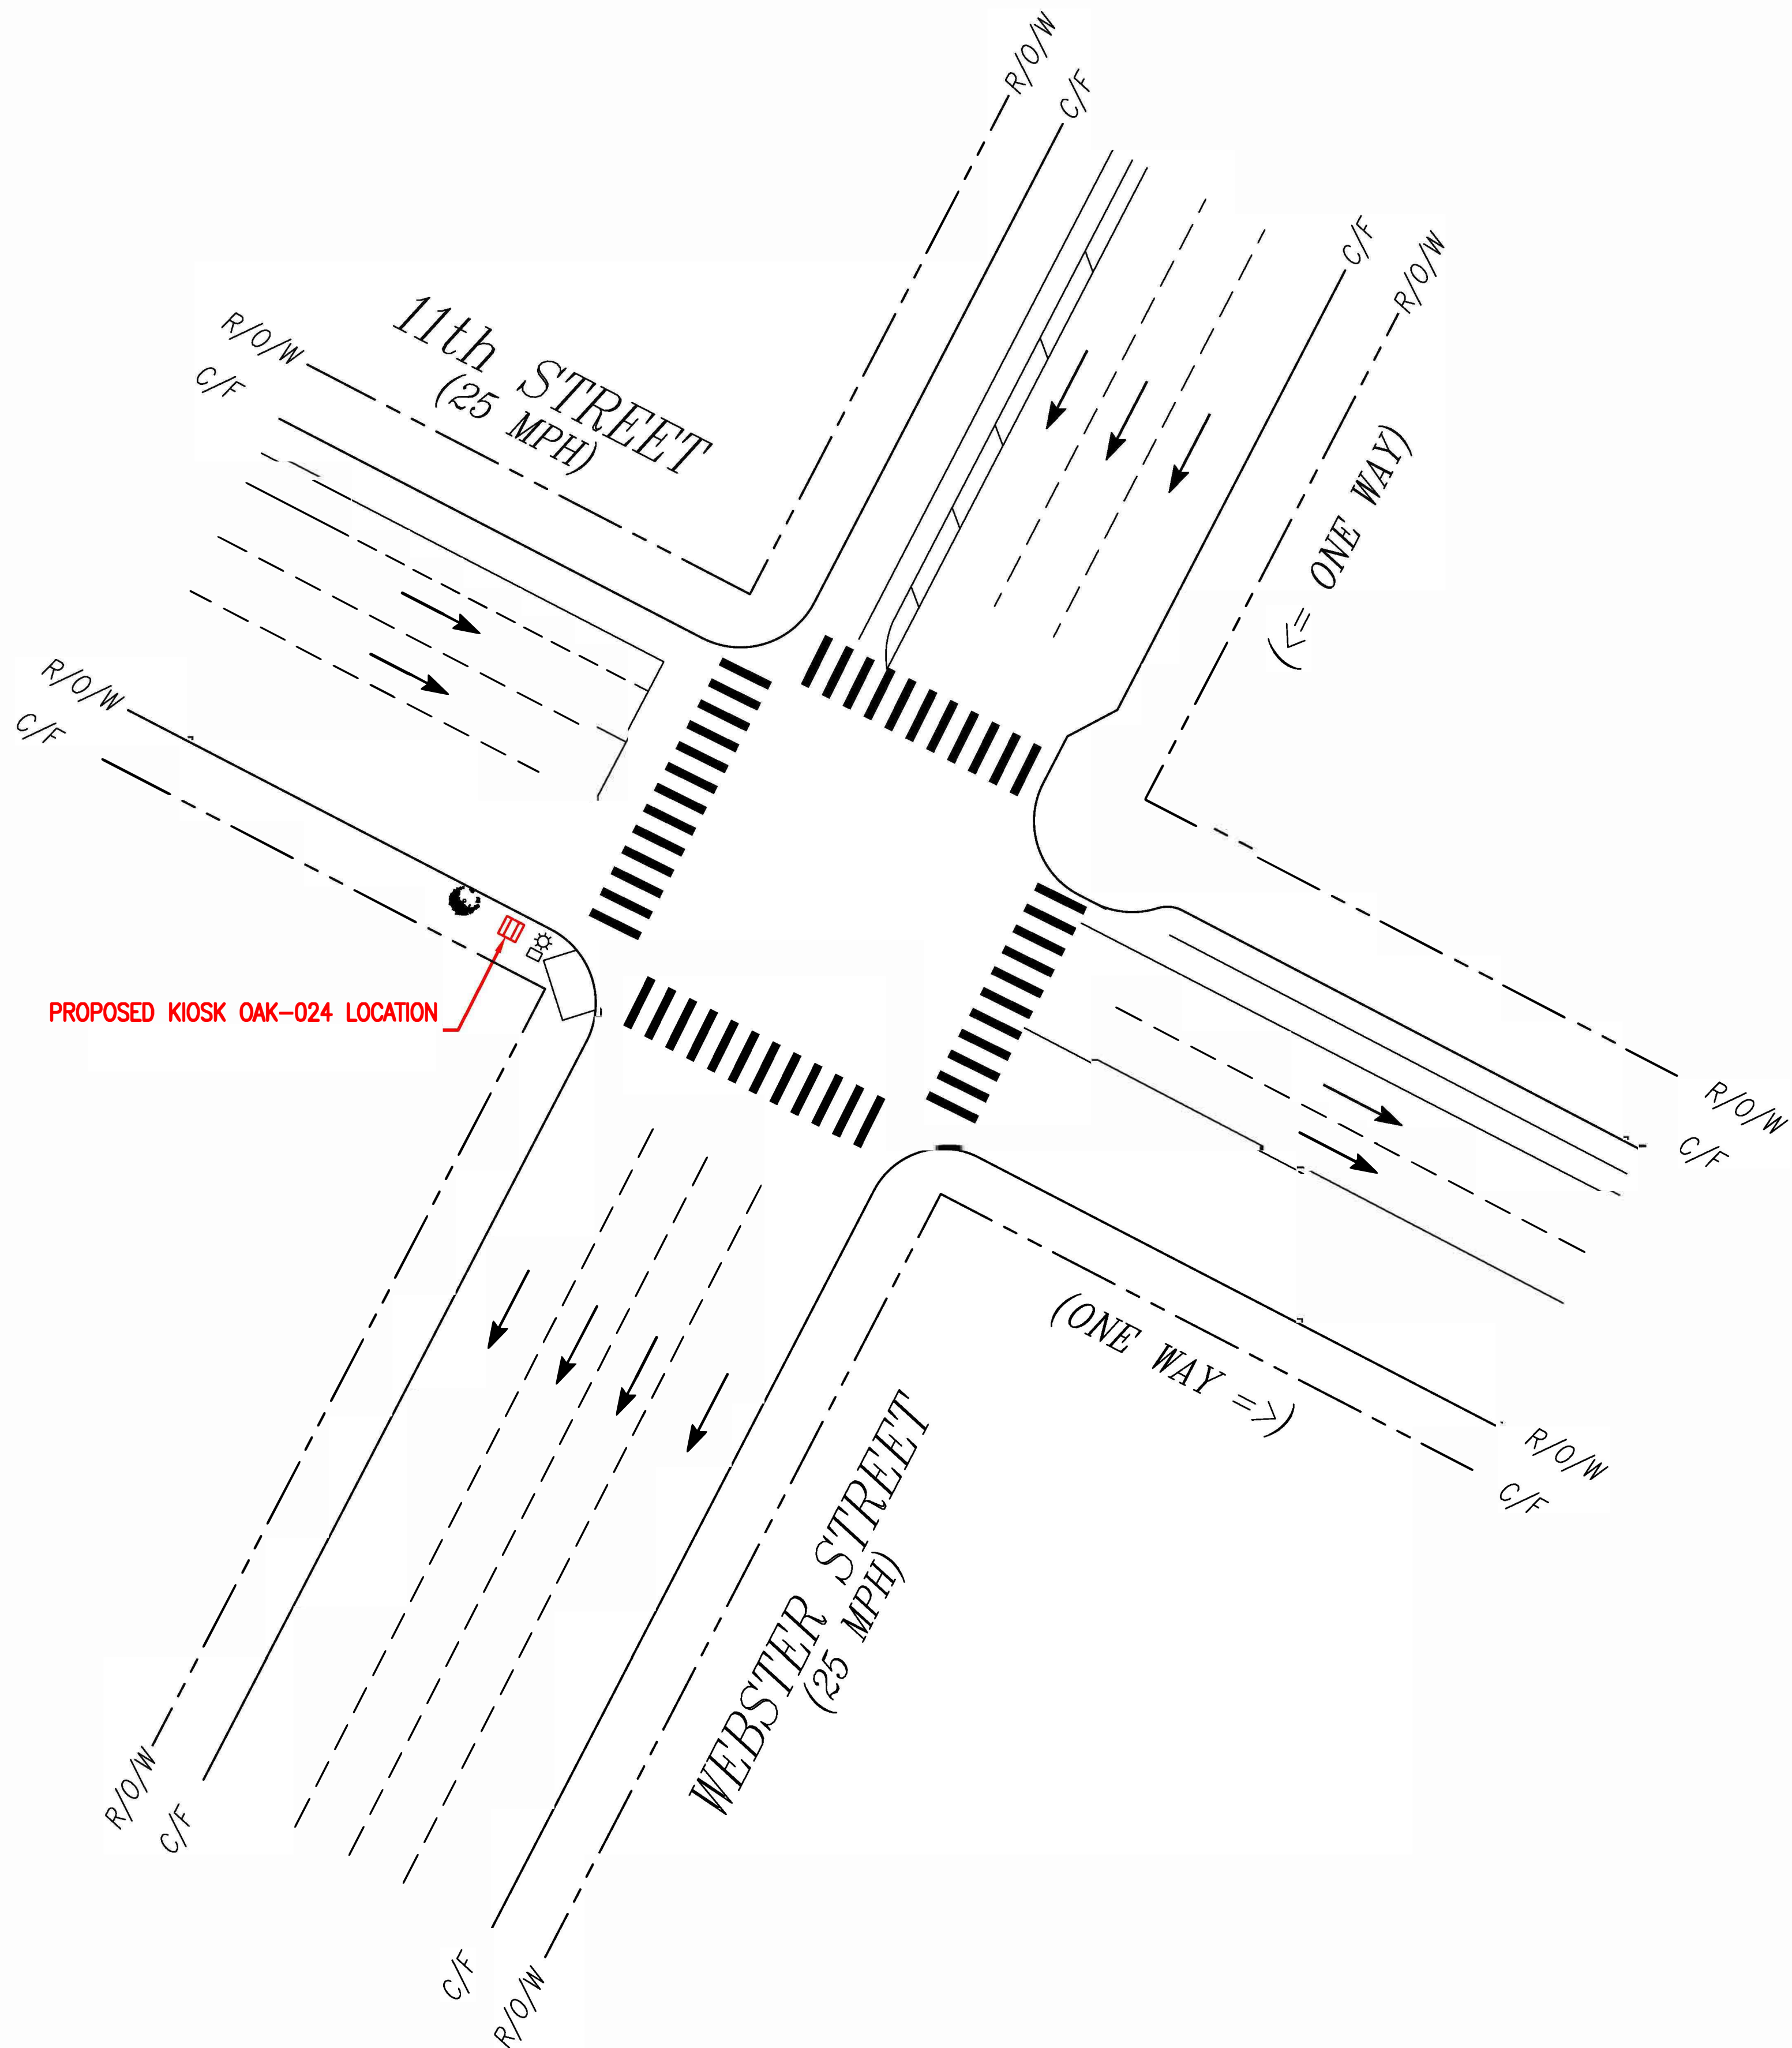 R/O/W
C/F
C/F
R/O/W
R/O/W
C/F
11th STREET
(25 MPH)
(<= ONE WAY)
R/O/W
C/F
PROPOSED KIOSK OAK-024 LOCATION
R/O/W
C/F
(ONE WAY =>)
R/O/W
C/F
WEBSTER STREET
(25 MPH)
R/O/W
C/F
C/F
R/O/W